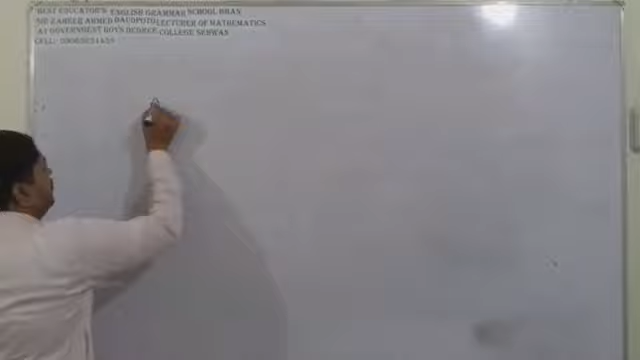 BEST EDUCATOR'S ENGLISH GRAMMAR SCHOOL BHAN
SIR ZAHEER AHMED DAUDPOTO LECTURER OF MATHEMATICS
AT GOVERNMENT BOYS DEGREE COLLEGE SEHWAN
CELL: